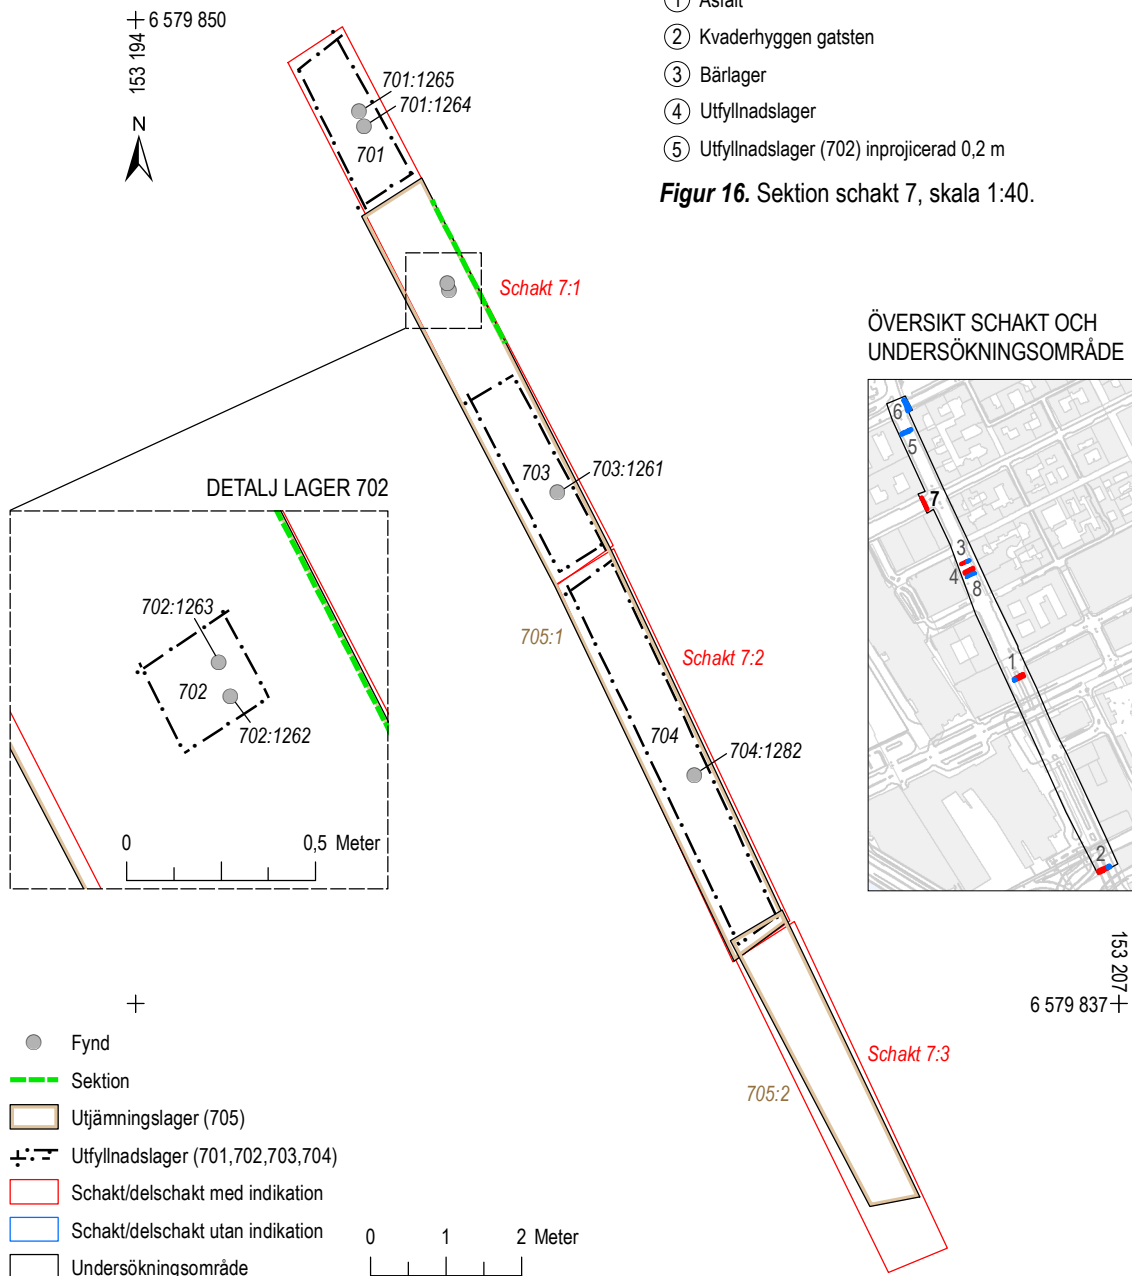 6 579 850
153 194
N
701:1265
701:1264
701
① Asfalt
② Kvaderhyggen gatsten
③ Bärlager
④ Utfyllnadslager
⑤ Utfyllnadslager (702) inprojicerad 0,2 m
Figur 16. Sektion schakt 7, skala 1:40.
Schakt 7:1
ÖVERSIKT SCHAKT OCH
UNDERSÖKNINGSOMRÅDE
6
5
7
3
4
8
1
2
703
703:1261
DETALJ LAGER 702
702:1263
702
702:1262
0 0,5 Meter
705:1
Schakt 7:2
704
704:1282
153 207
6 579 837
Schakt 7:3
705:2
Fynd
Sektion
Utjämningslager (705)
Utfyllnadslager (701,702,703,704)
Schakt/delschakt med indikation
Schakt/delschakt utan indikation
Undersökningsområde
0 1 2 Meter